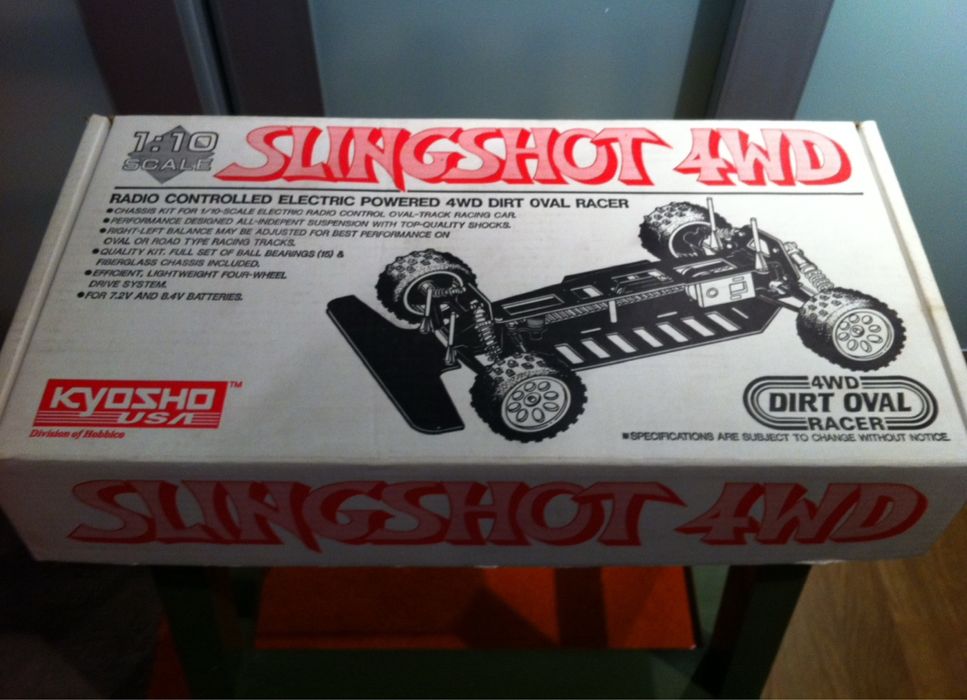 1:10
SCALE
SLINGSHOT 4WD
RADIO CONTROLLED ELECTRIC POWERED 4WD DIRT OVAL RACER
●CHASSIS KIT FOR 1/10-SCALE ELECTRIC RADIO CONTROL OVAL-TRACK RACING CAR.
●PERFORMANCE DESIGNED ALL-INDEPENT SUSPENSION WITH TOP-QUALITY SHOCKS.
●RIGHT-LEFT BALANCE MAY BE ADJUSTED FOR BEST PERFORMANCE ON
OVAL OR ROAD TYPE RACING TRACKS.
●QUALITY KIT. FULL SET OF BALL BEARINGS (15) &
FIBERGLASS CHASSIS INCLUDED.
●EFFICIENT, LIGHTWEIGHT FOUR-WHEEL
DRIVE SYSTEM.
●FOR 7.2V AND 8.4V BATTERIES.
KYOSHO™
USA
Division of Hobbico
4WD
DIRT OVAL
RACER
■SPECIFICATIONS ARE SUBJECT TO CHANGE WITHOUT NOTICE.
SLINGSHOT 4WD